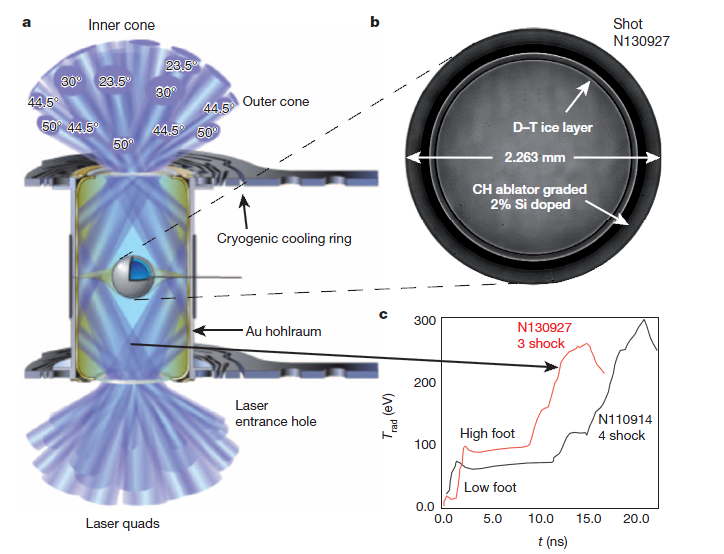 a
Inner cone
23.5°
30° 23.5°
30°
44.5°
44.5°
Outer cone
50° 44.5°
44.5° 50°
50°
Cryogenic cooling ring
Au hohlraum
Laser
entrance hole
Laser quads
b
Shot
N130927
D–T ice layer
2.263 mm
CH ablator graded
2% Si doped
c
300
200
100
0.0
Trad (eV)
N130927
3 shock
High foot
Low foot
N110914
4 shock
0.0 5.0 10.0 15.0 20.0
t (ns)